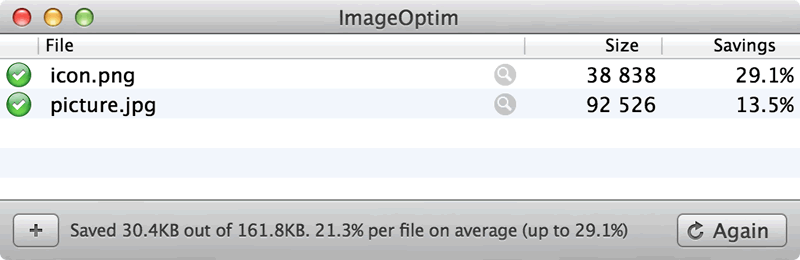 ImageOptim
File Size Savings
icon.png 38 838 29.1%
picture.jpg 92 526 13.5%
Saved 30.4KB out of 161.8KB. 21.3% per file on average (up to 29.1%) Again